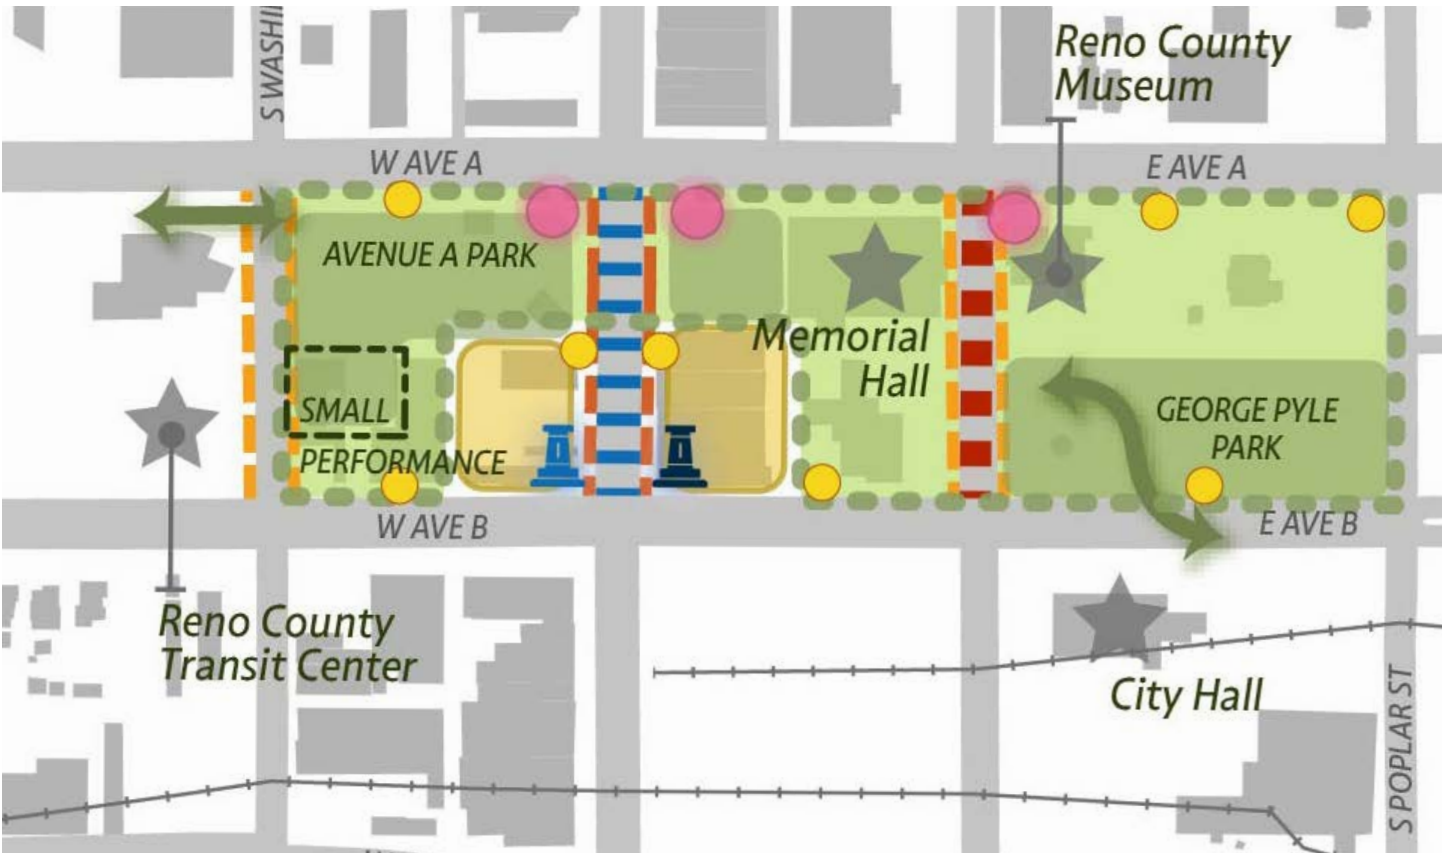 S WASHI
Reno County
Museum
W AVE A
E AVE A
AVENUE A PARK
Memorial
Hall
SMALL
PERFORMANCE
GEORGE PYLE
PARK
W AVE B
E AVE B
Reno County
Transit Center
City Hall
S POPLAR ST